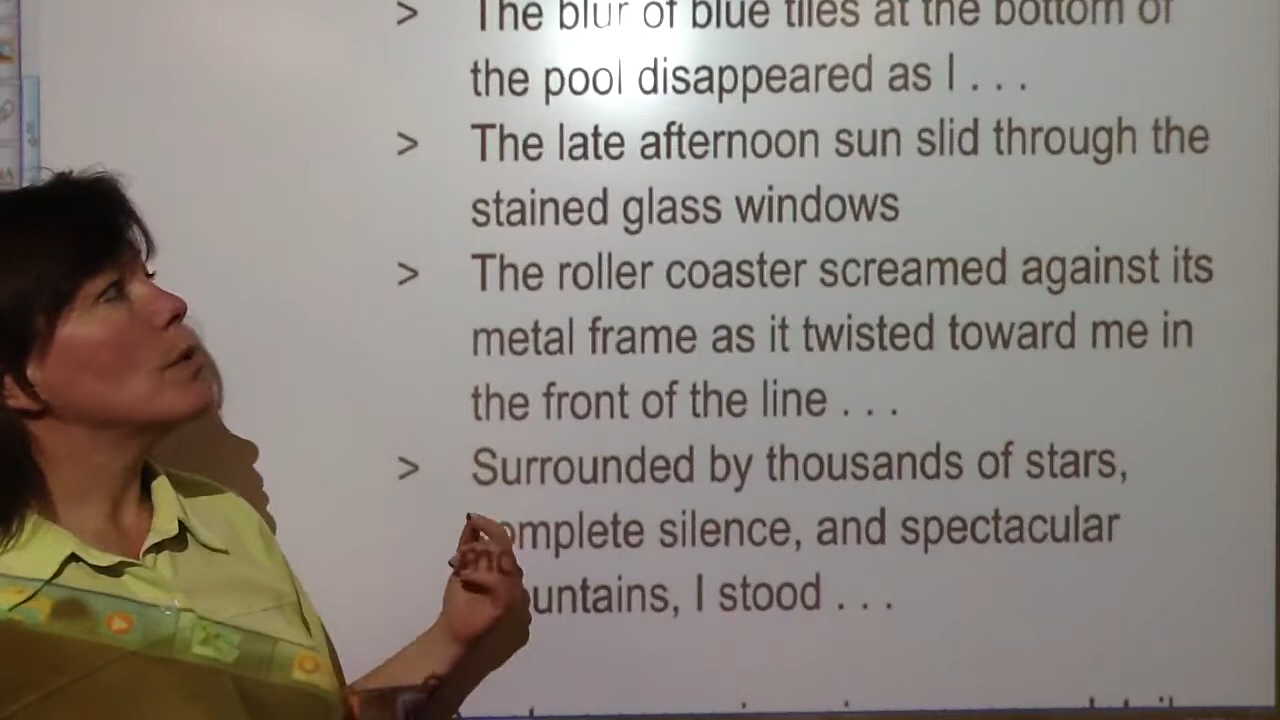 > The blur of blue tiles at the bottom of
the pool disappeared as I . . .
> The late afternoon sun slid through the
stained glass windows
> The roller coaster screamed against its
metal frame as it twisted toward me in
the front of the line . . .
> Surrounded by thousands of stars,
complete silence, and spectacular
mountains, I stood . . .